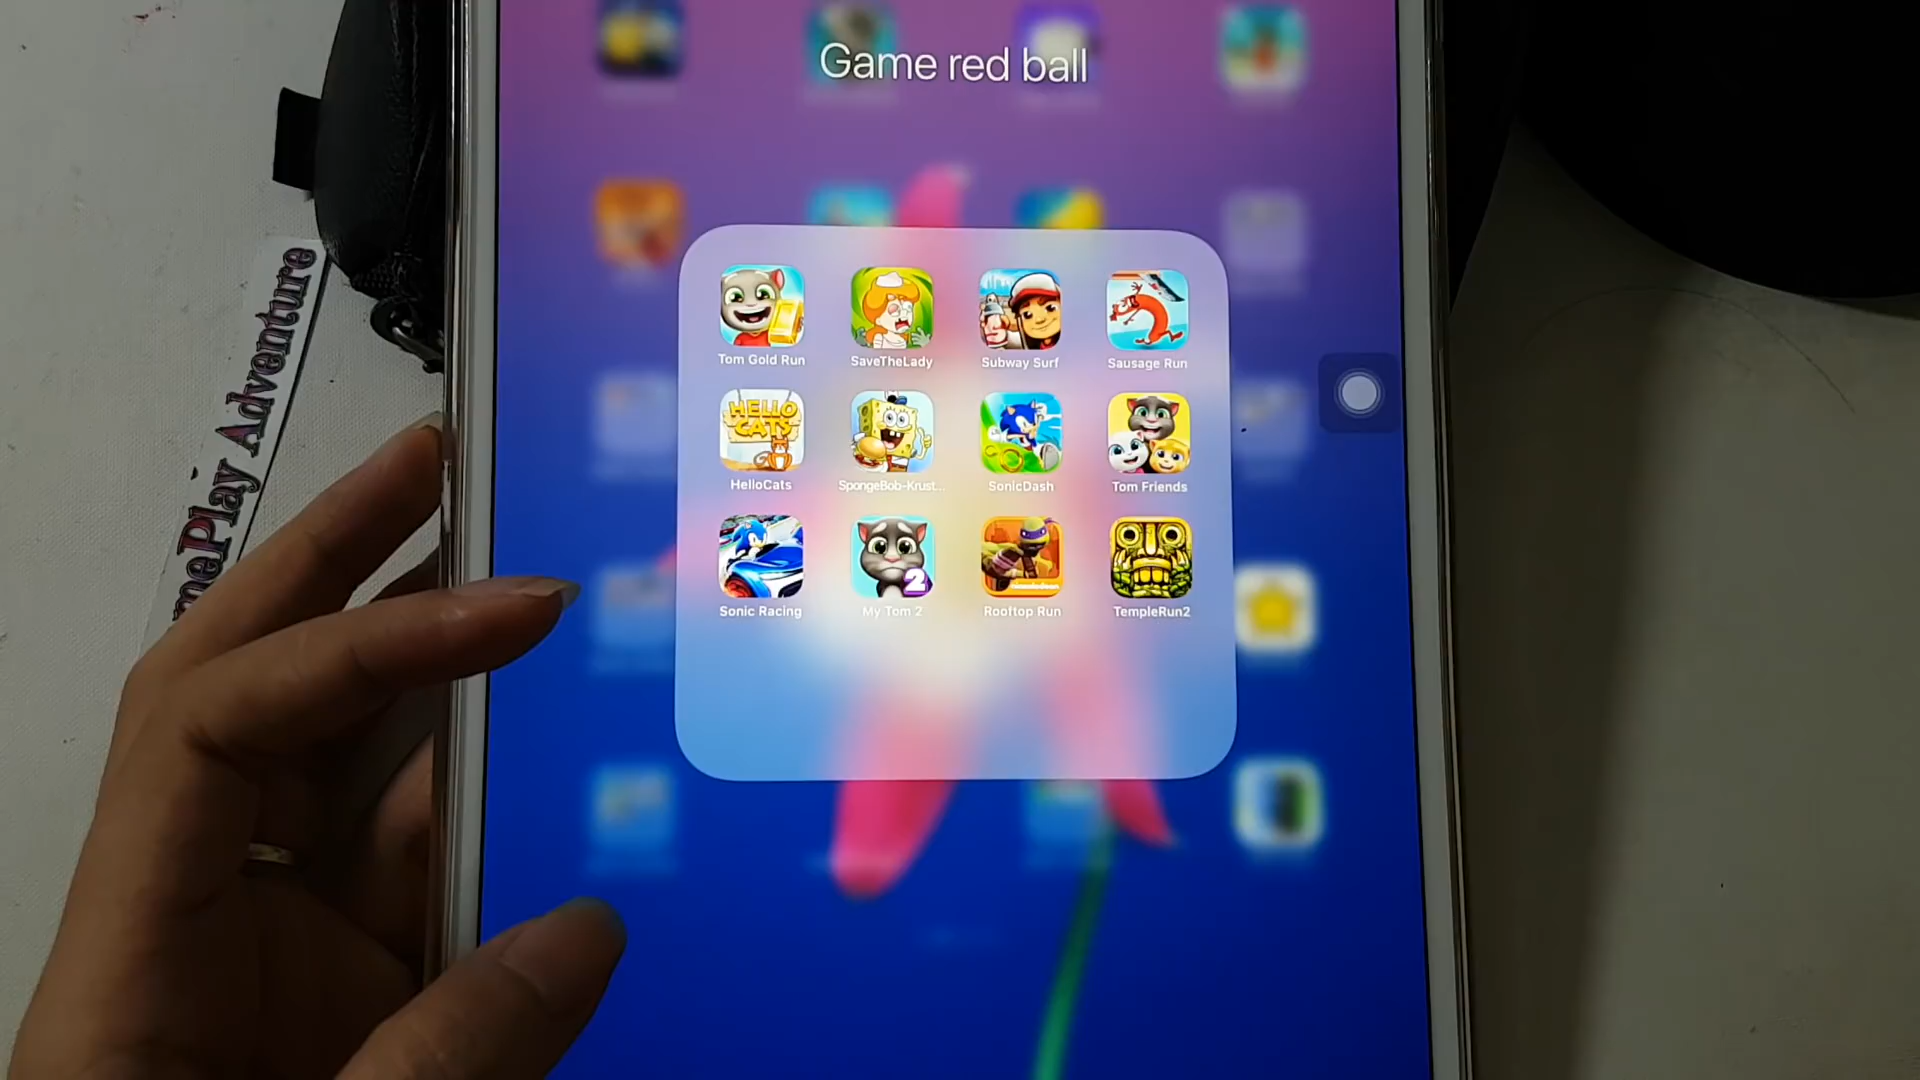 Game red ball
Tom Gold Run
SaveTheLady
Subway Surf
Sausage Run
HELLO
CATS
HelloCats
SpongeBob-Krust...
SonicDash
Tom Friends
Sonic Racing
2
My Tom 2
nickelodeon
Rooftop Run
TempleRun2
mePlay Adventure